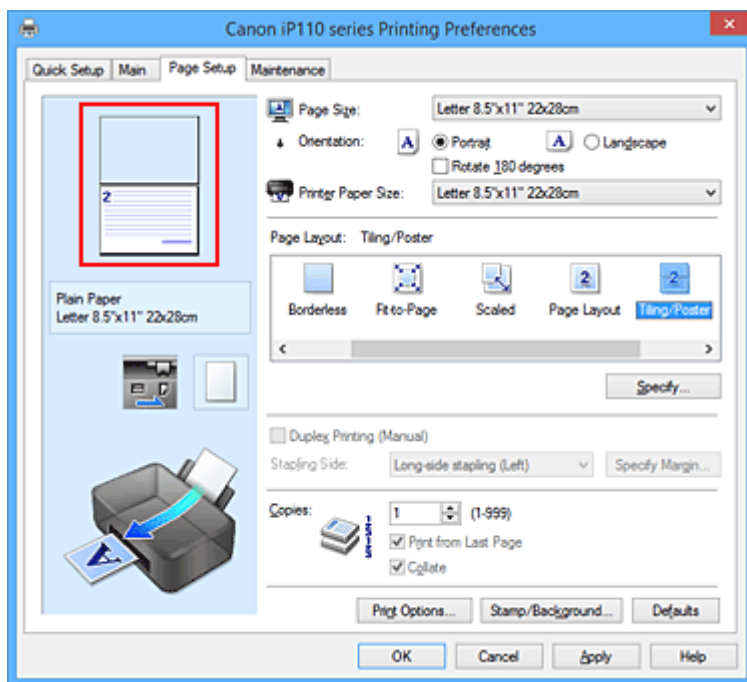 Canon iP110 series Printing Preferences
Quick Setup Main Page Setup Maintenance
2
Plain Paper
Letter 8.5"x11" 22x28cm
Page Size: Letter 8.5"x11" 22x28cm
Orientation: A Portrait A Landscape
Rotate 180 degrees
Printer Paper Size: Letter 8.5"x11" 22x28cm
Page Layout: Tiling/Poster
2 2
Borderless Fit-to-Page Scaled Page Layout Tiling/Poster
Specify...
Duplex Printing (Manual)
Stapling Side: Long-side stapling (Left) Specify Margin...
Copies: 1 (1-999)
Print from Last Page
Collate
A
Print Options... Stamp/Background... Defaults
OK Cancel Apply Help